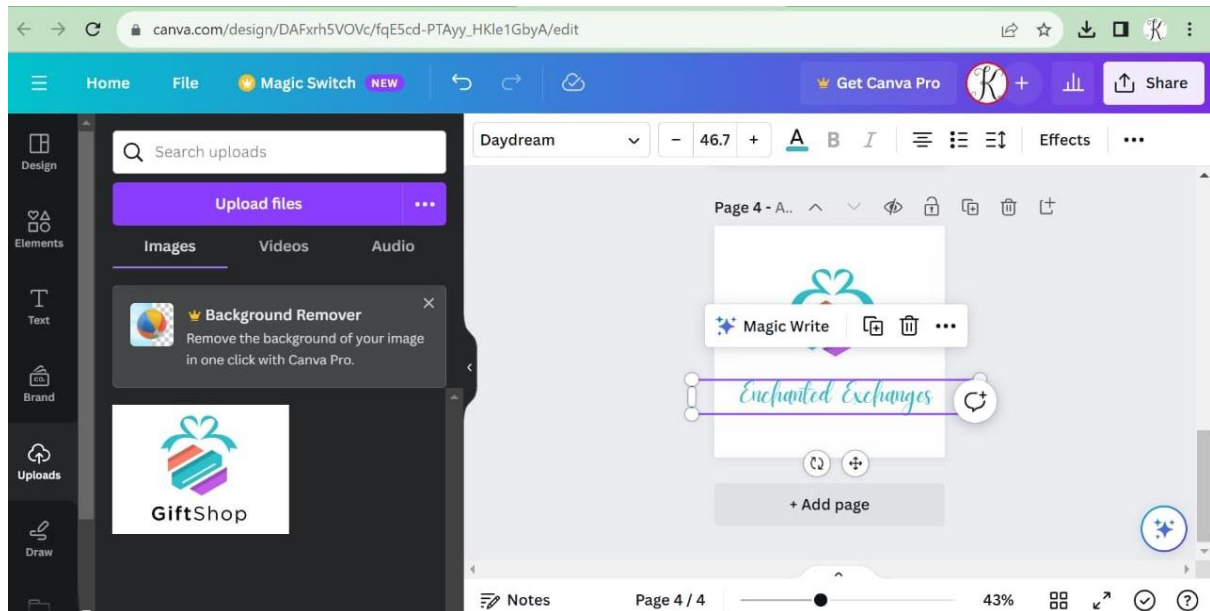 canva.com/design/DAFxrh5VOVc/fqE5cd-PTAyy_HKle1GbyA/edit
Home File Magic Switch NEW Get Canva Pro K + Share
Design
Elements
Text
CO.
Brand
Uploads
Draw
Search uploads
Upload files
Images Videos Audio
Background Remover
Remove the background of your image
in one click with Canva Pro.
GiftShop
Daydream - 46.7 + A B I Effects
Page 4 - A..
Magic Write
Enchanted Exchanges
+ Add page
Notes Page 4 / 4 43%